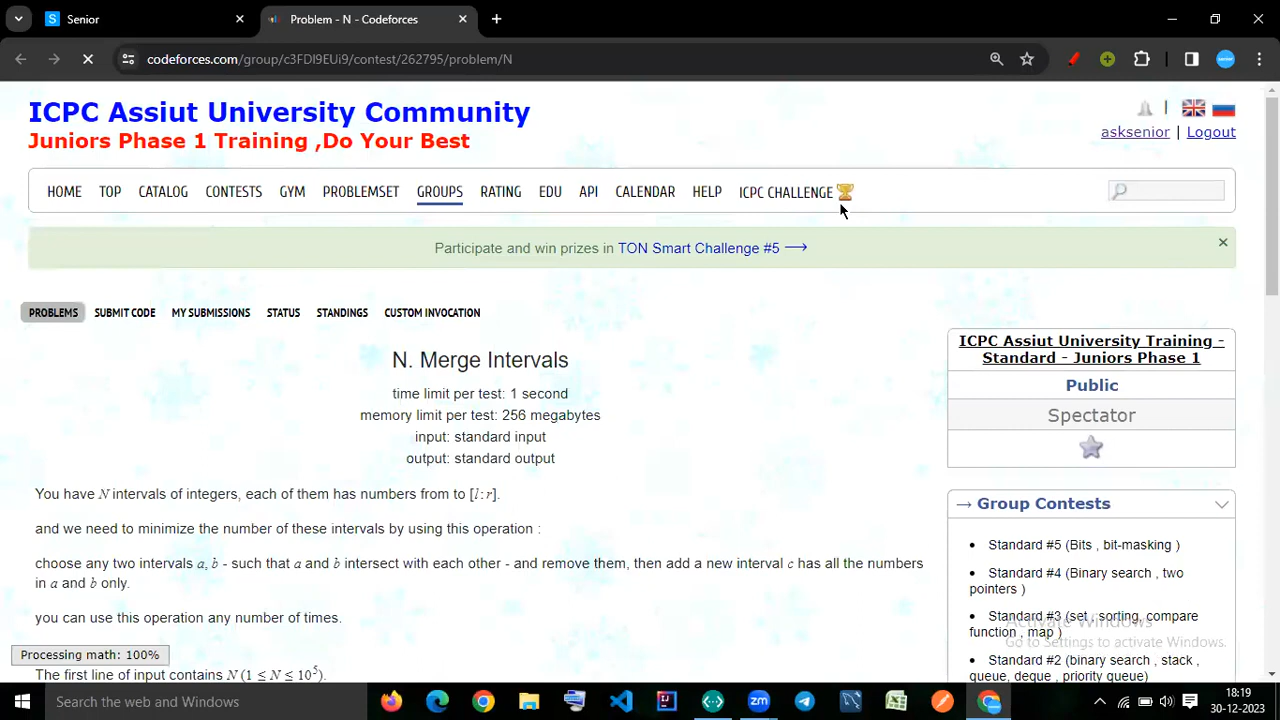 Senior
Problem - N - Codeforces
codeforces.com/group/c3FDl9EUi9/contest/262795/problem/N
ICPC Assiut University Community
Juniors Phase 1 Training ,Do Your Best
asksenior | Logout
HOME TOP CATALOG CONTESTS GYM PROBLEMSET GROUPS RATING EDU API CALENDAR HELP ICPC CHALLENGE
Participate and win prizes in TON Smart Challenge #5 →
PROBLEMS SUBMIT CODE MY SUBMISSIONS STATUS STANDINGS CUSTOM INVOCATION
N. Merge Intervals
time limit per test: 1 second
memory limit per test: 256 megabytes
input: standard input
output: standard output
You have N intervals of integers, each of them has numbers from to [l:r].
and we need to minimize the number of these intervals by using this operation :
choose any two intervals a, b - such that a and b intersect with each other - and remove them, then add a new interval c has all the numbers
in a and b only.
you can use this operation any number of times.
Processing math: 100%
The first line of input contains N (1 ≤ N ≤ 10^5).
ICPC Assiut University Training -
Standard - Juniors Phase 1
Public
Spectator
→ Group Contests
• Standard #5 (Bits , bit-masking )
• Standard #4 (Binary search , two
pointers )
• Standard #3 (set , sorting, compare
function , map )
• Standard #2 (binary search , stack ,
queue, deque , priority queue)
Activate Windows
Go to Settings to activate Windows.
Search the web and Windows
18:19
30-12-2023